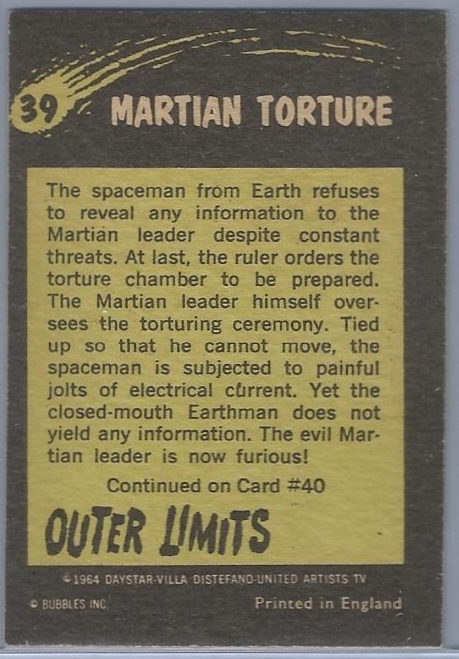 39
MARTIAN TORTURE
The spaceman from Earth refuses
to reveal any information to the
Martian leader despite constant
threats. At last, the ruler orders the
torture chamber to be prepared.
The Martian leader himself over-
sees the torturing ceremony. Tied
up so that he cannot move, the
spaceman is subjected to painful
jolts of electrical current. Yet the
closed-mouth Earthman does not
yield any information. The evil Mar-
tian leader is now furious!
Continued on Card #40
OUTER LIMITS
©1964 DAYSTAR-VILLA DISTEFANO-UNITED ARTISTS TV
© BUBBLES INC. Printed in England